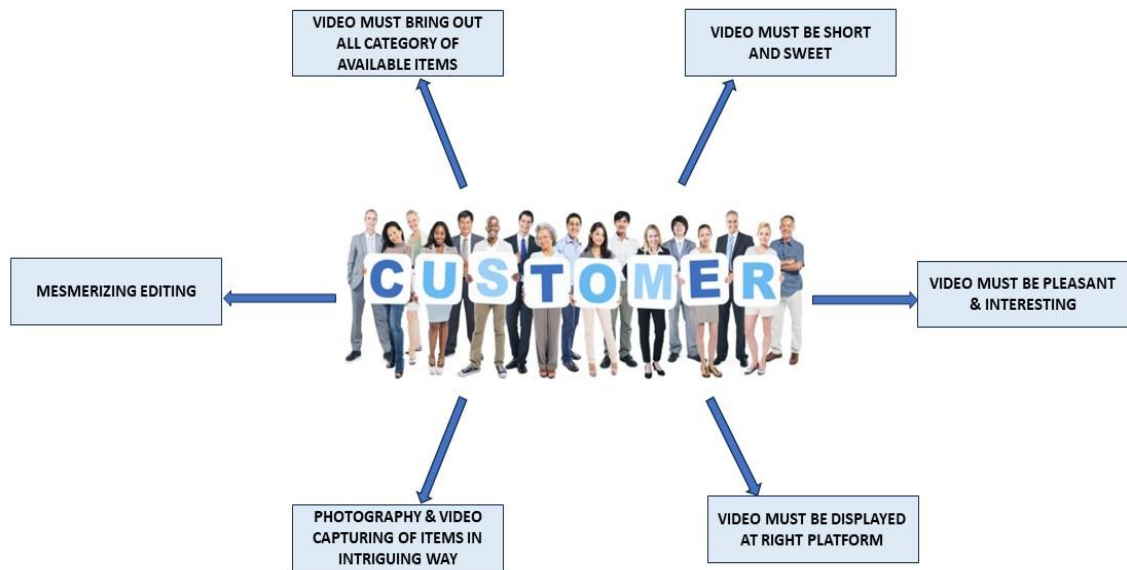 VIDEO MUST BRING OUT
ALL CATEGORY OF
AVAILABLE ITEMS
VIDEO MUST BE SHORT
AND SWEET
MESMERIZING EDITING
CUSTOMER
VIDEO MUST BE PLEASANT
& INTERESTING
PHOTOGRAPHY & VIDEO
CAPTURING OF ITEMS IN
INTRIGUING WAY
VIDEO MUST BE DISPLAYED
AT RIGHT PLATFORM